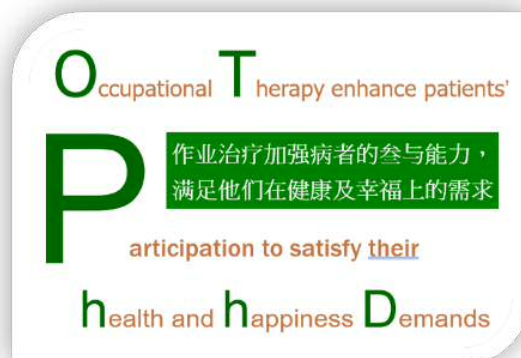 Occupational Therapy enhance patients'
作业治疗加强病者的叁与能力，
满足他们在健康及幸福上的需求
Participation to satisfy their
health and happiness Demands